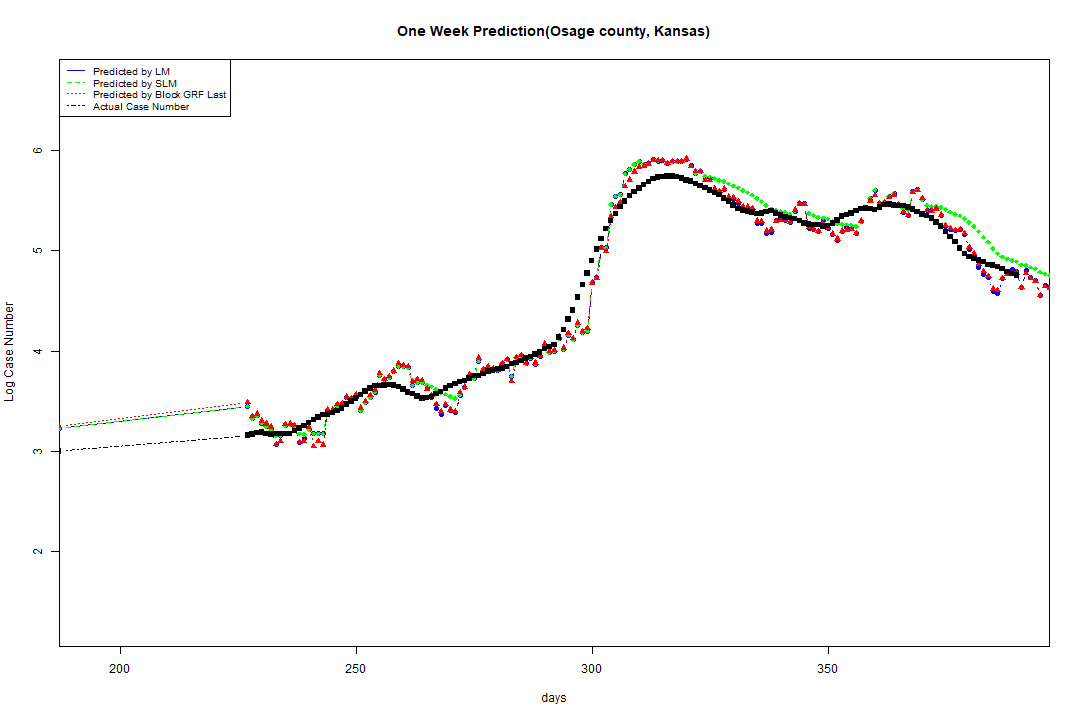 One Week Prediction(Osage county, Kansas)
Predicted by LM
Predicted by SLM
Predicted by Block GRF Last
Actual Case Number
6
5
4
3
2
Log Case Number
200
250
300
350
days